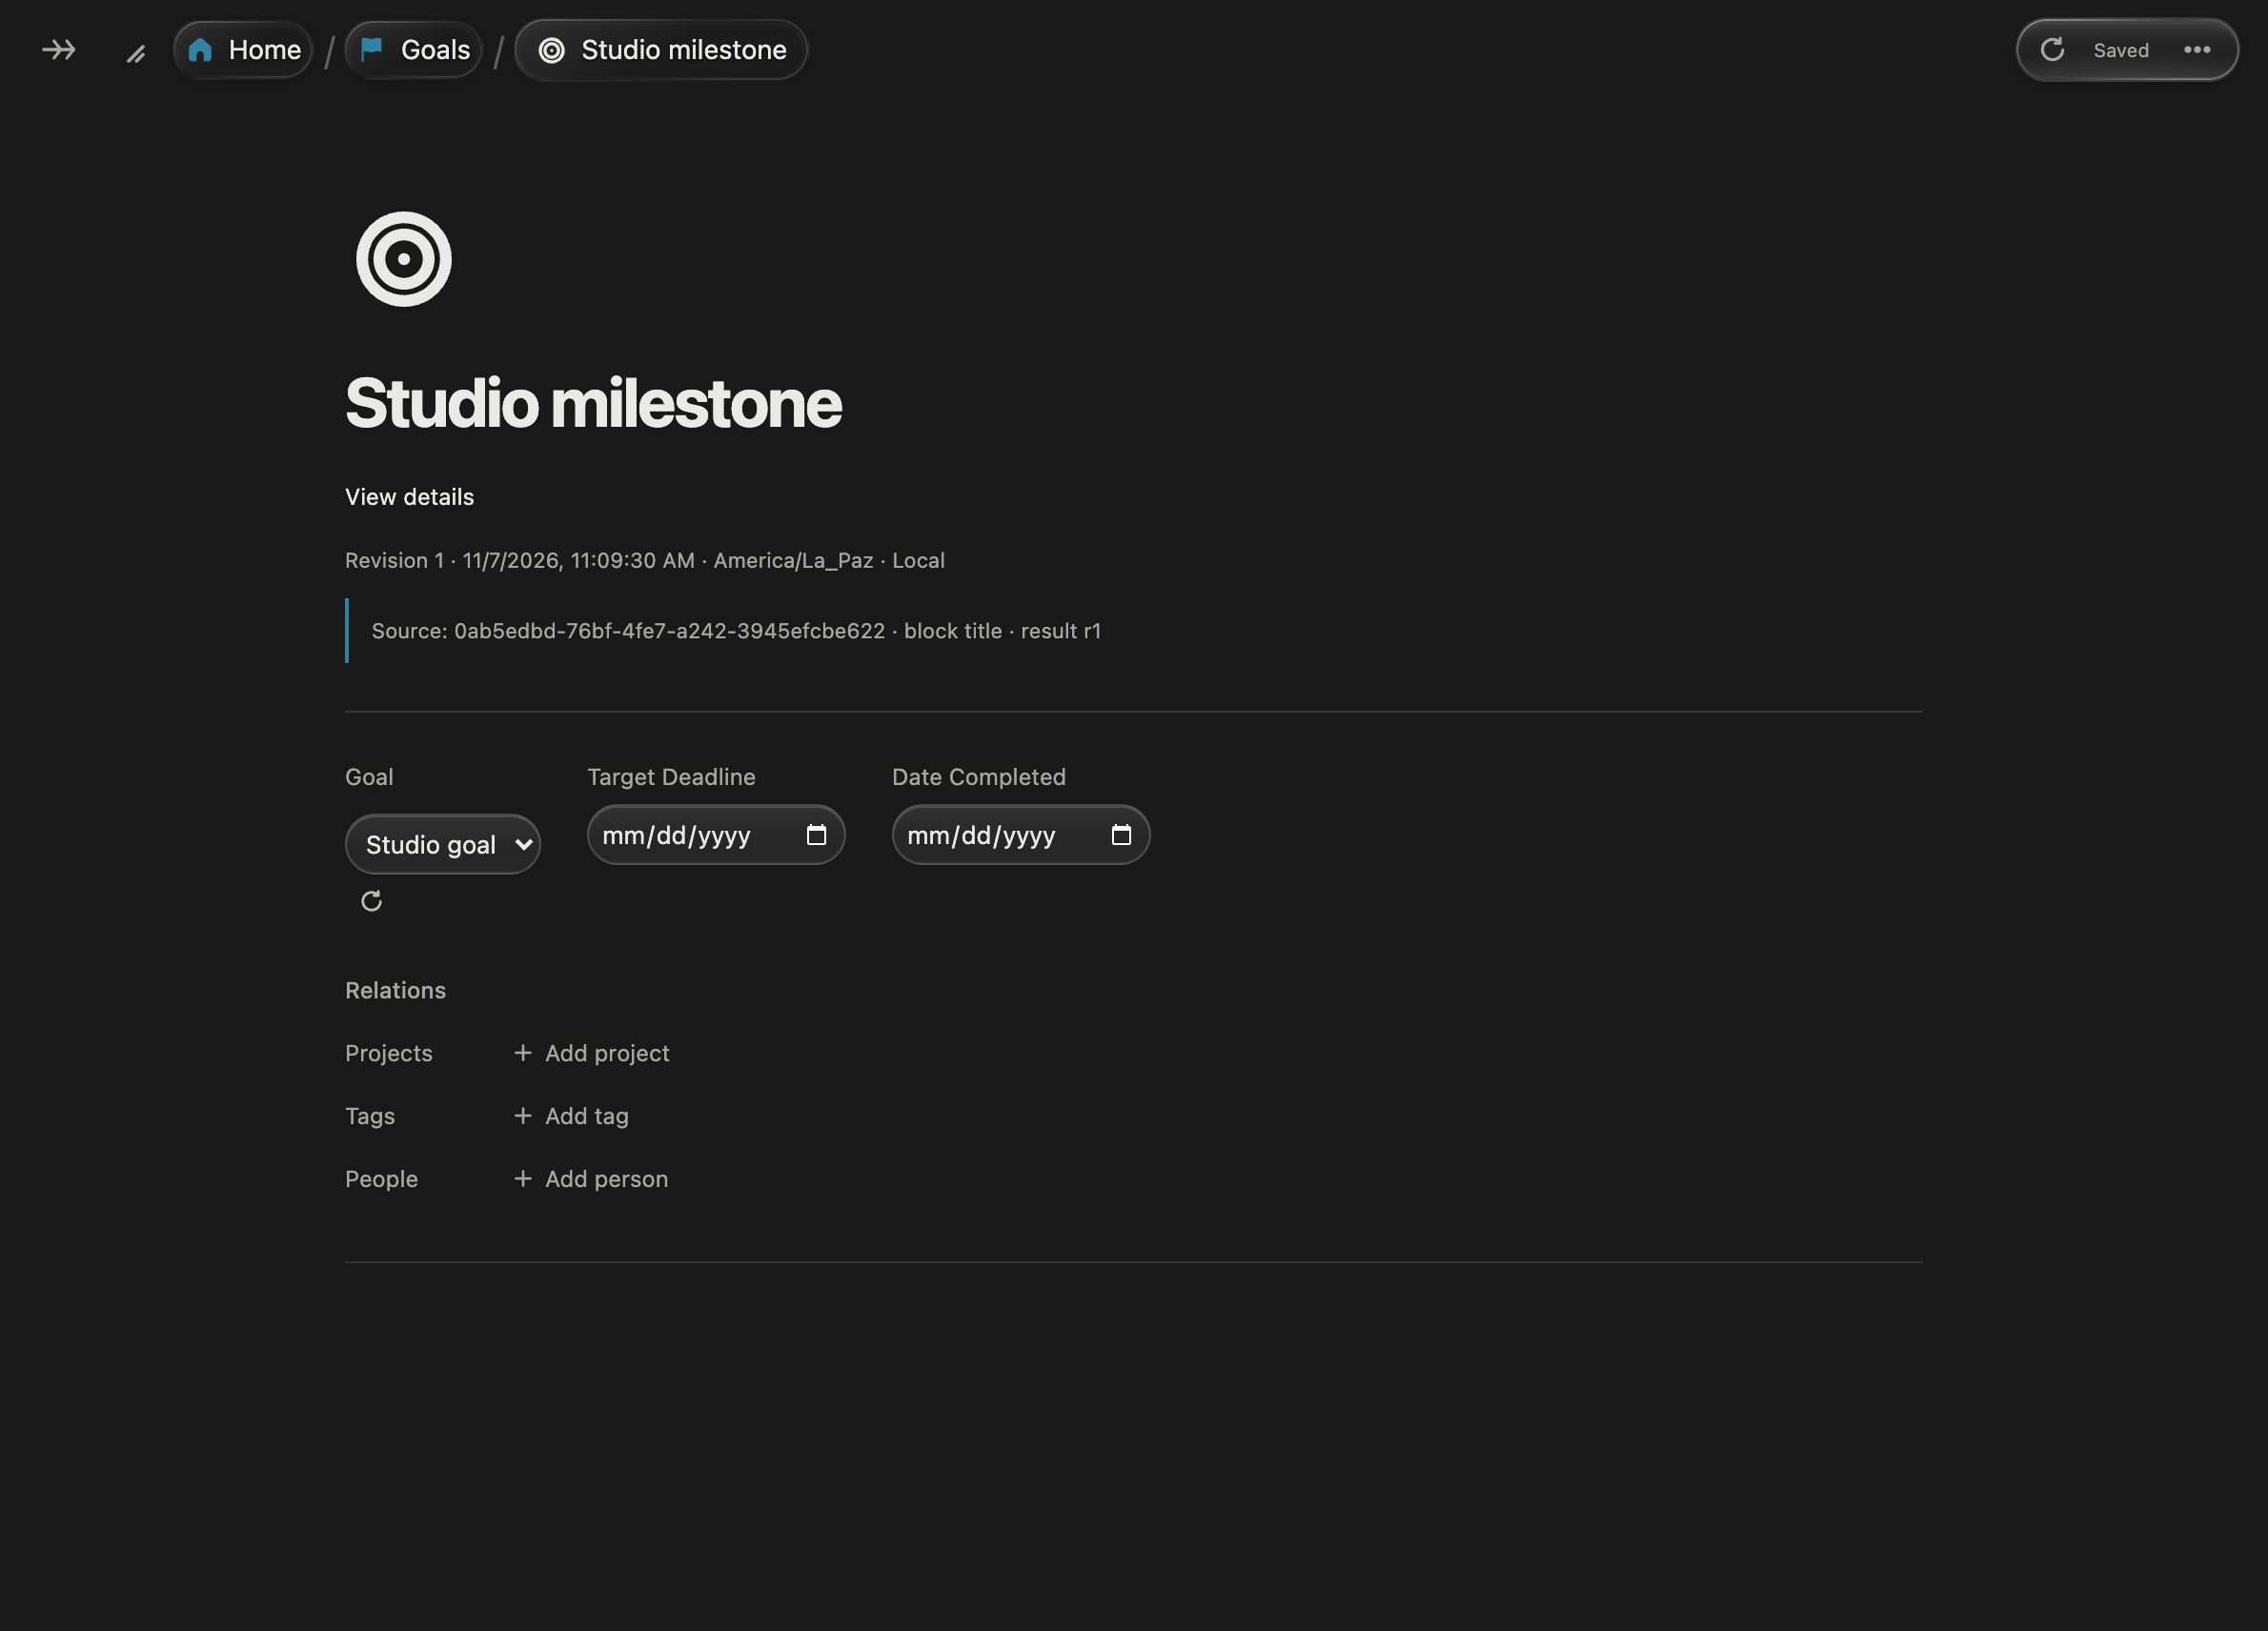 Home / Goals / Studio milestone
Saved
Studio milestone
View details
Revision 1 · 11/7/2026, 11:09:30 AM · America/La_Paz · Local
Source: 0ab5edbd-76bf-4fe7-a242-3945efcbe622 · block title · result r1
Goal Target Deadline Date Completed
Studio goal mm/dd/yyyy mm/dd/yyyy
Relations
Projects + Add project
Tags + Add tag
People + Add person